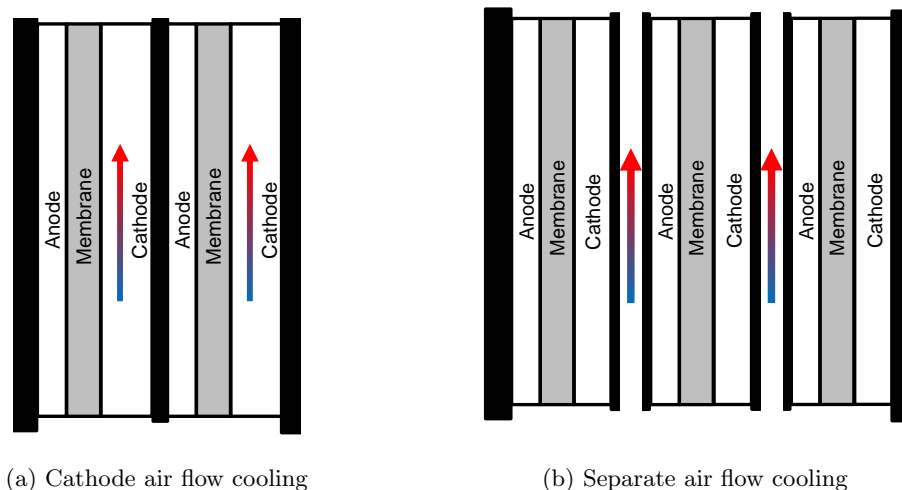 Anode
Membrane
Cathode
Anode
Membrane
Cathode
Anode
Membrane
Cathode
Anode
Membrane
Cathode
Anode
Membrane
Cathode
(a) Cathode air flow cooling
(b) Separate air flow cooling